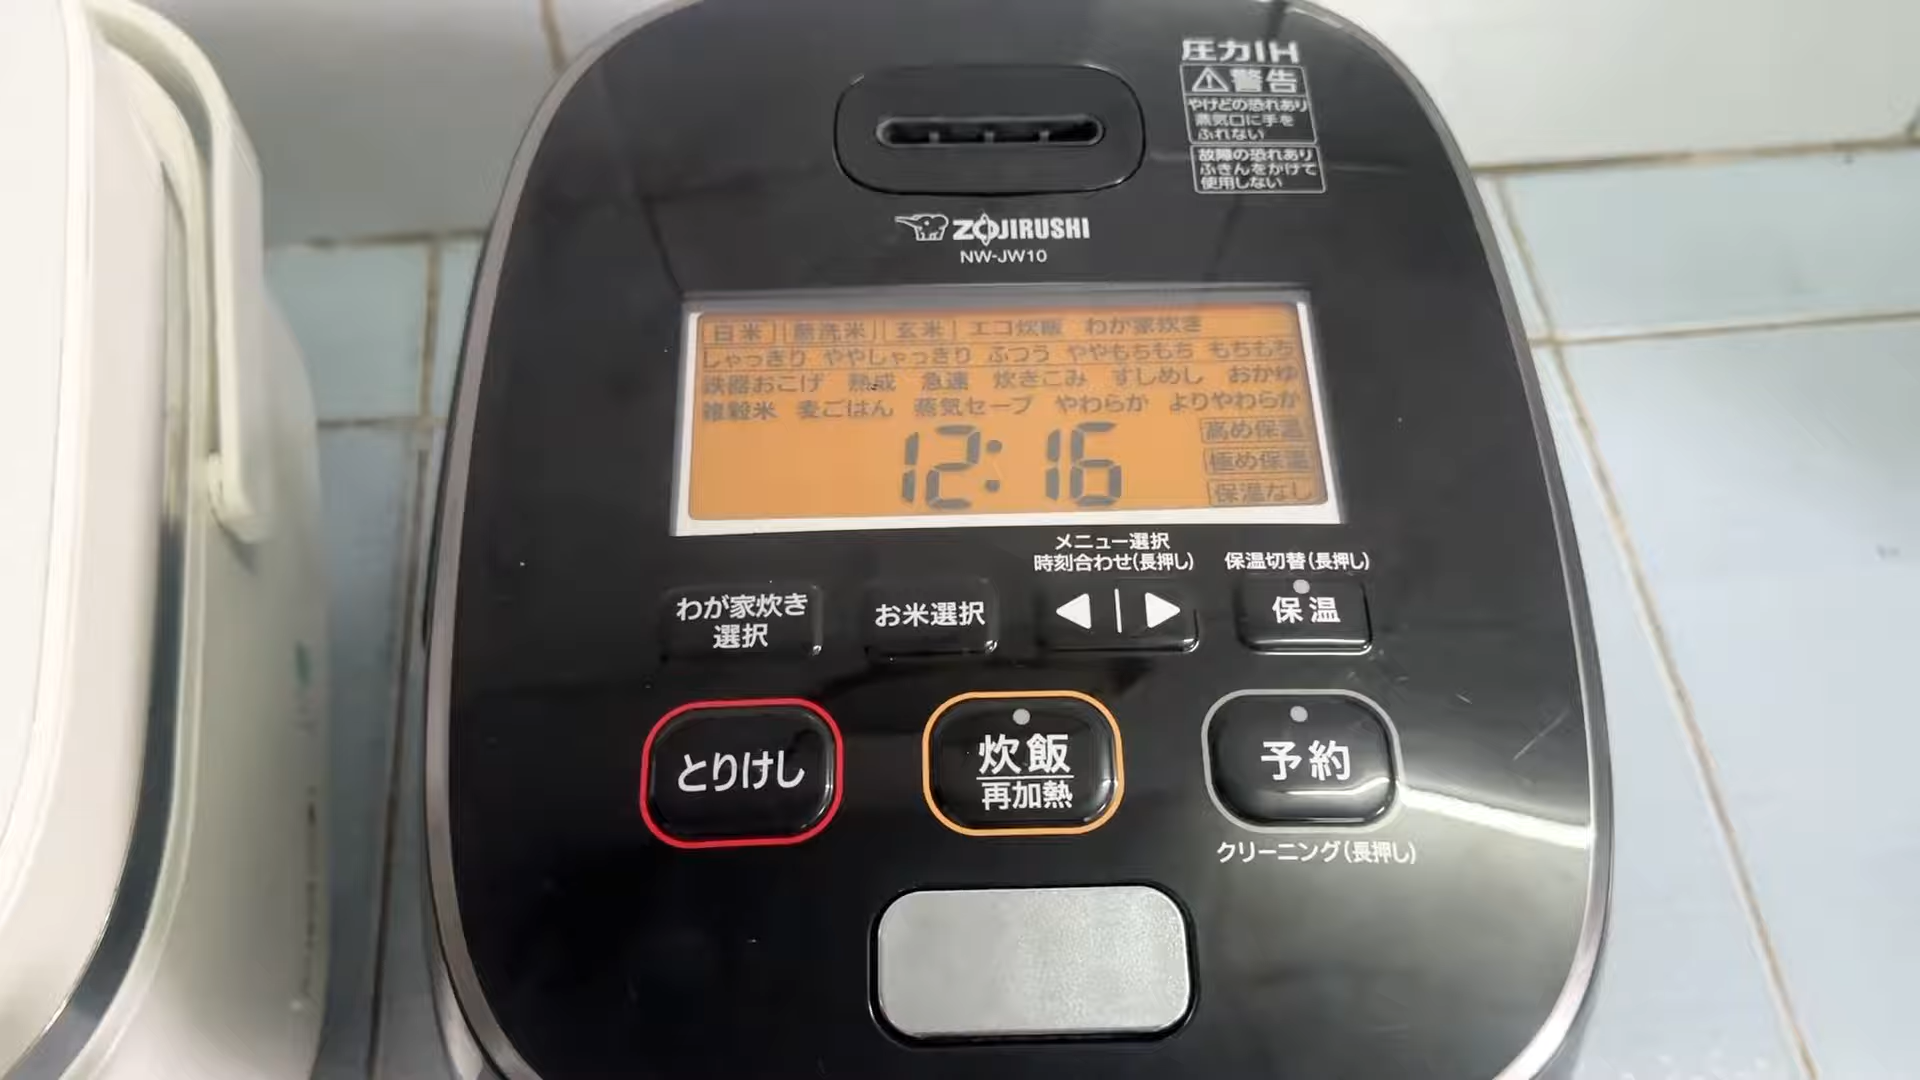 圧力IH
⚠警告
やけどの恐れあり
蒸気口に手を
ふれない
故障の恐れあり
ふきんをかけて
使用しない
ZOJIRUSHI
NW-JW10
白米 無洗米 玄米 エコ炊飯 わが家炊き
しゃっきり ややしゃっきり ふつう ややもちもち もちもち
鉄器おこげ 熟成 急速 炊きこみ すしめし おかゆ
雑穀米 麦ごはん 蒸気セーブ やわらか よりやわらか
高め保温
12:16
極め保温
保温なし
メニュー選択
時刻合わせ(長押し)
保温切替(長押し)
わが家炊き
選択
お米選択
保温
とりけし
炊飯
再加熱
予約
クリーニング(長押し)